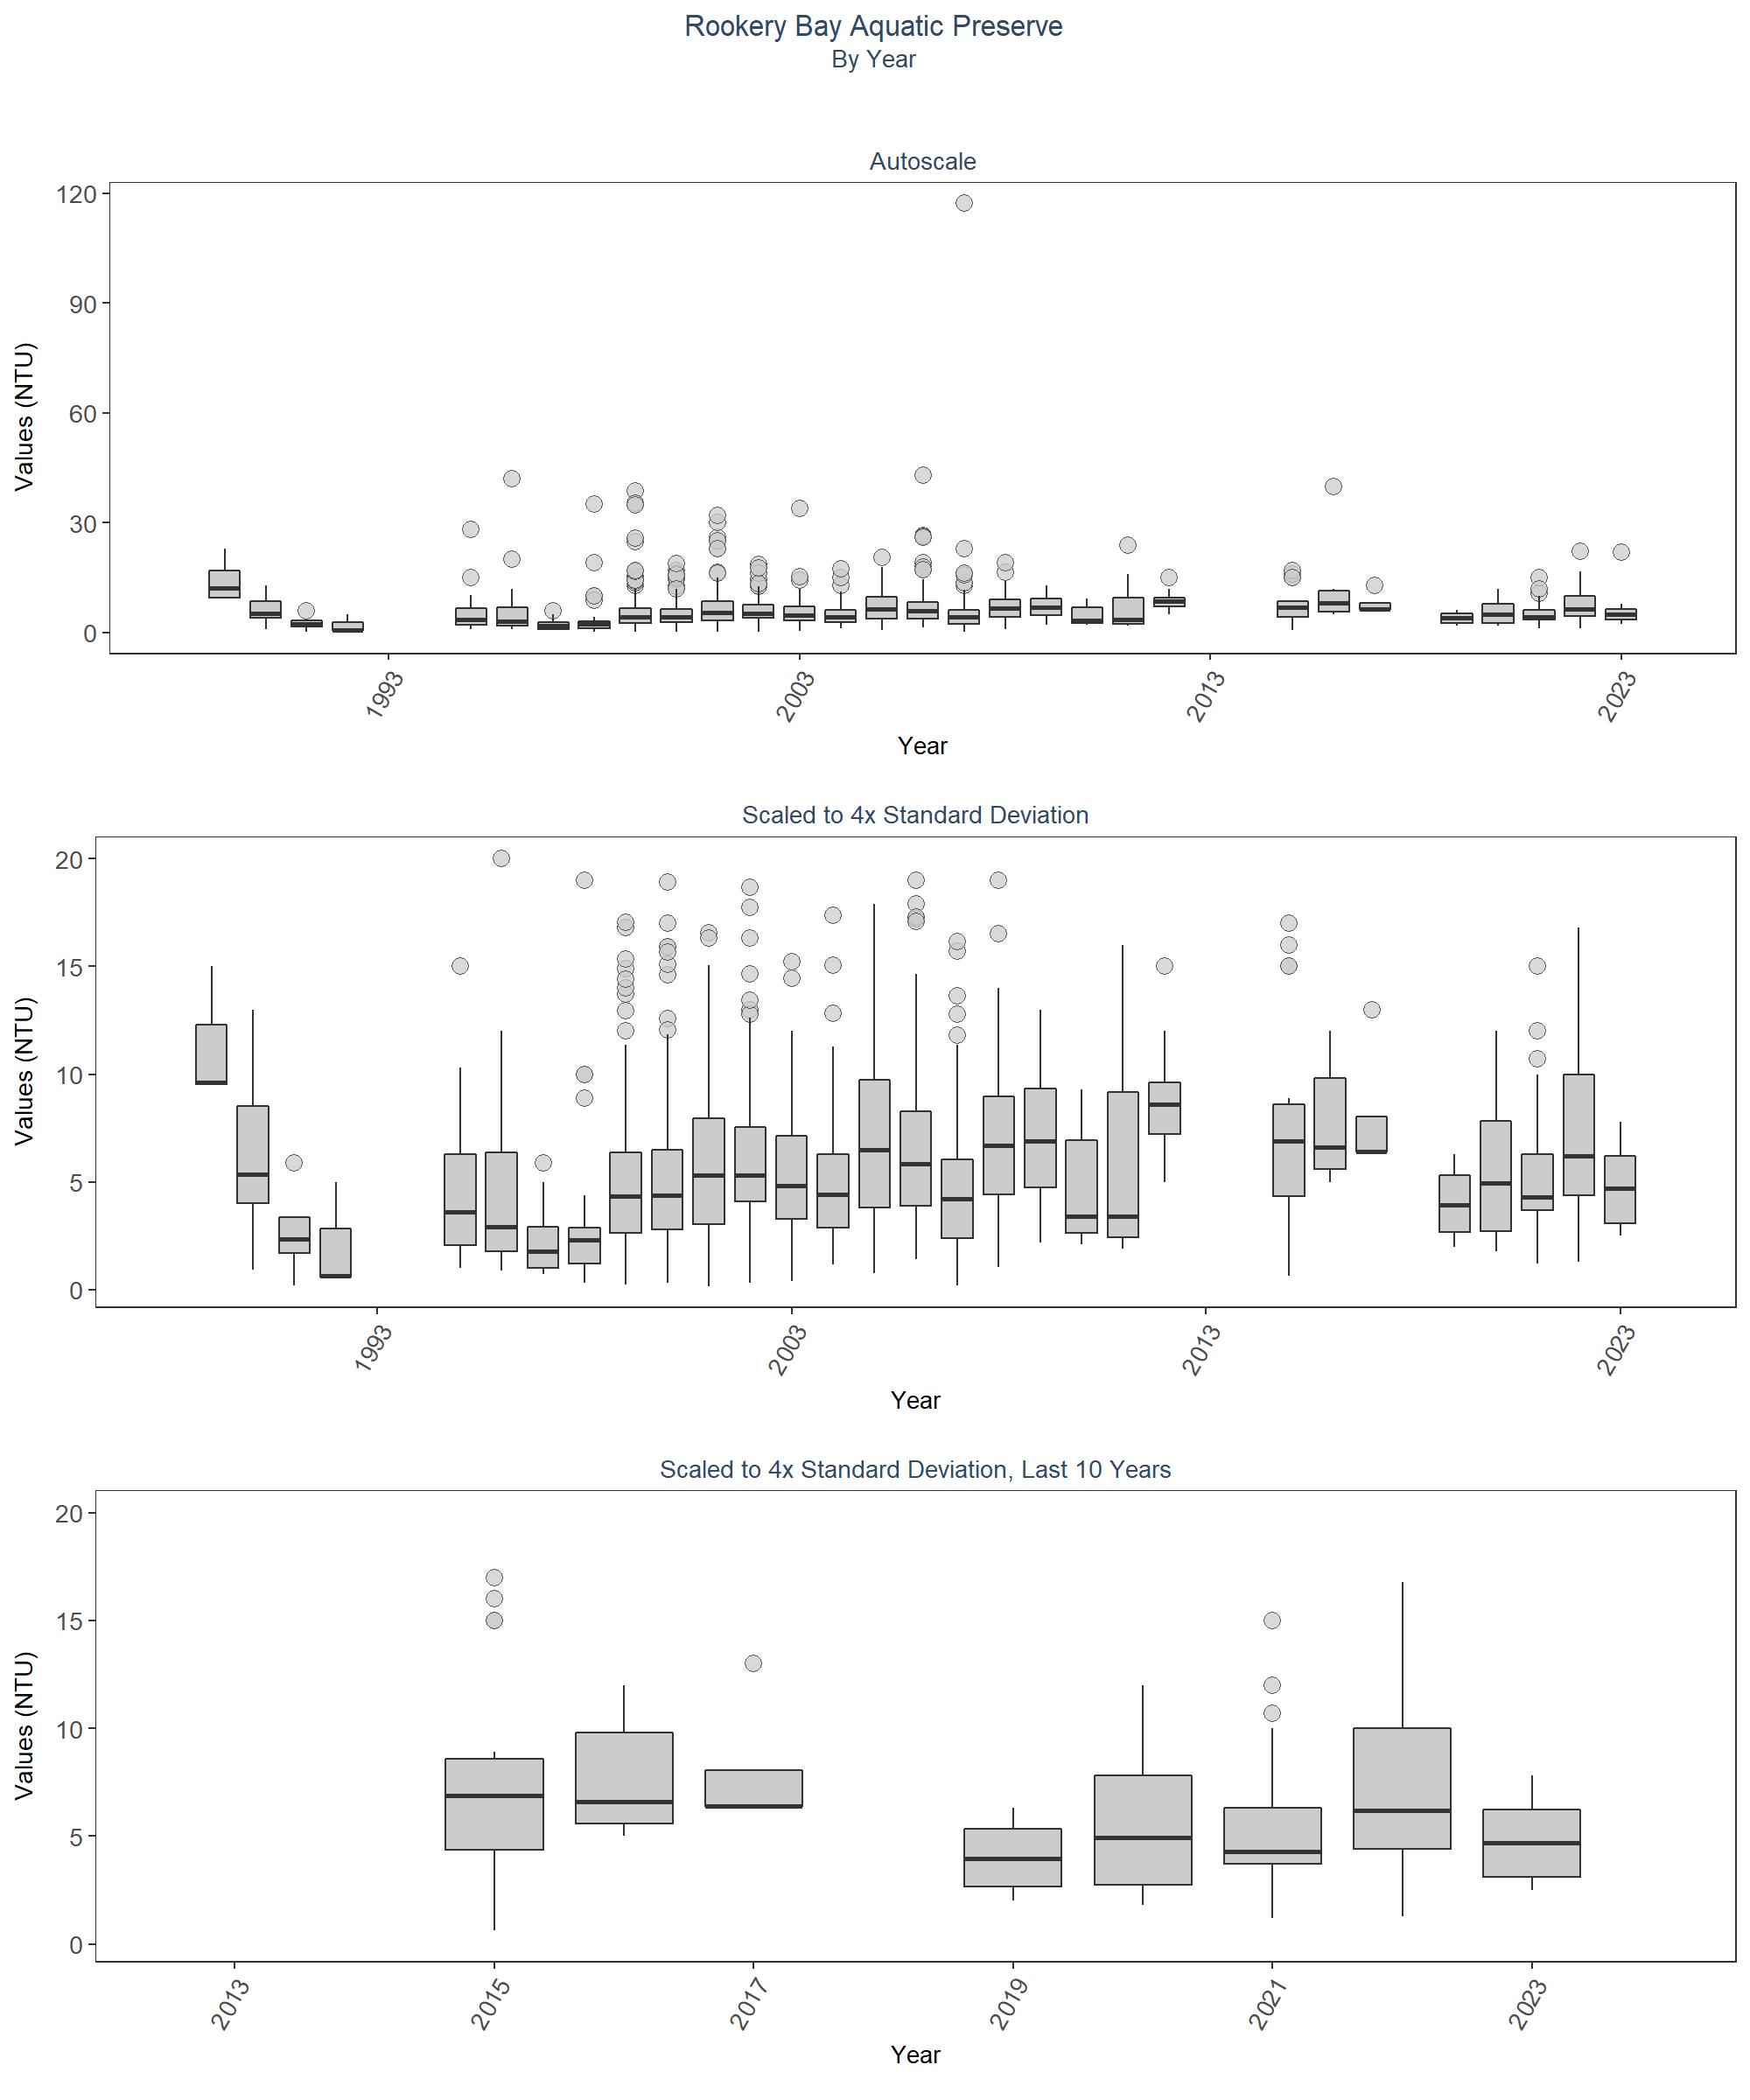 Rookery Bay Aquatic Preserve
By Year
Autoscale
120
90
60
30
0
Values (NTU)
1993
2003
2013
2023
Year
Scaled to 4x Standard Deviation
20
15
10
5
0
Values (NTU)
1993
2003
2013
2023
Year
Scaled to 4x Standard Deviation, Last 10 Years
20
15
10
5
0
Values (NTU)
2013
2015
2017
2019
2021
2023
Year